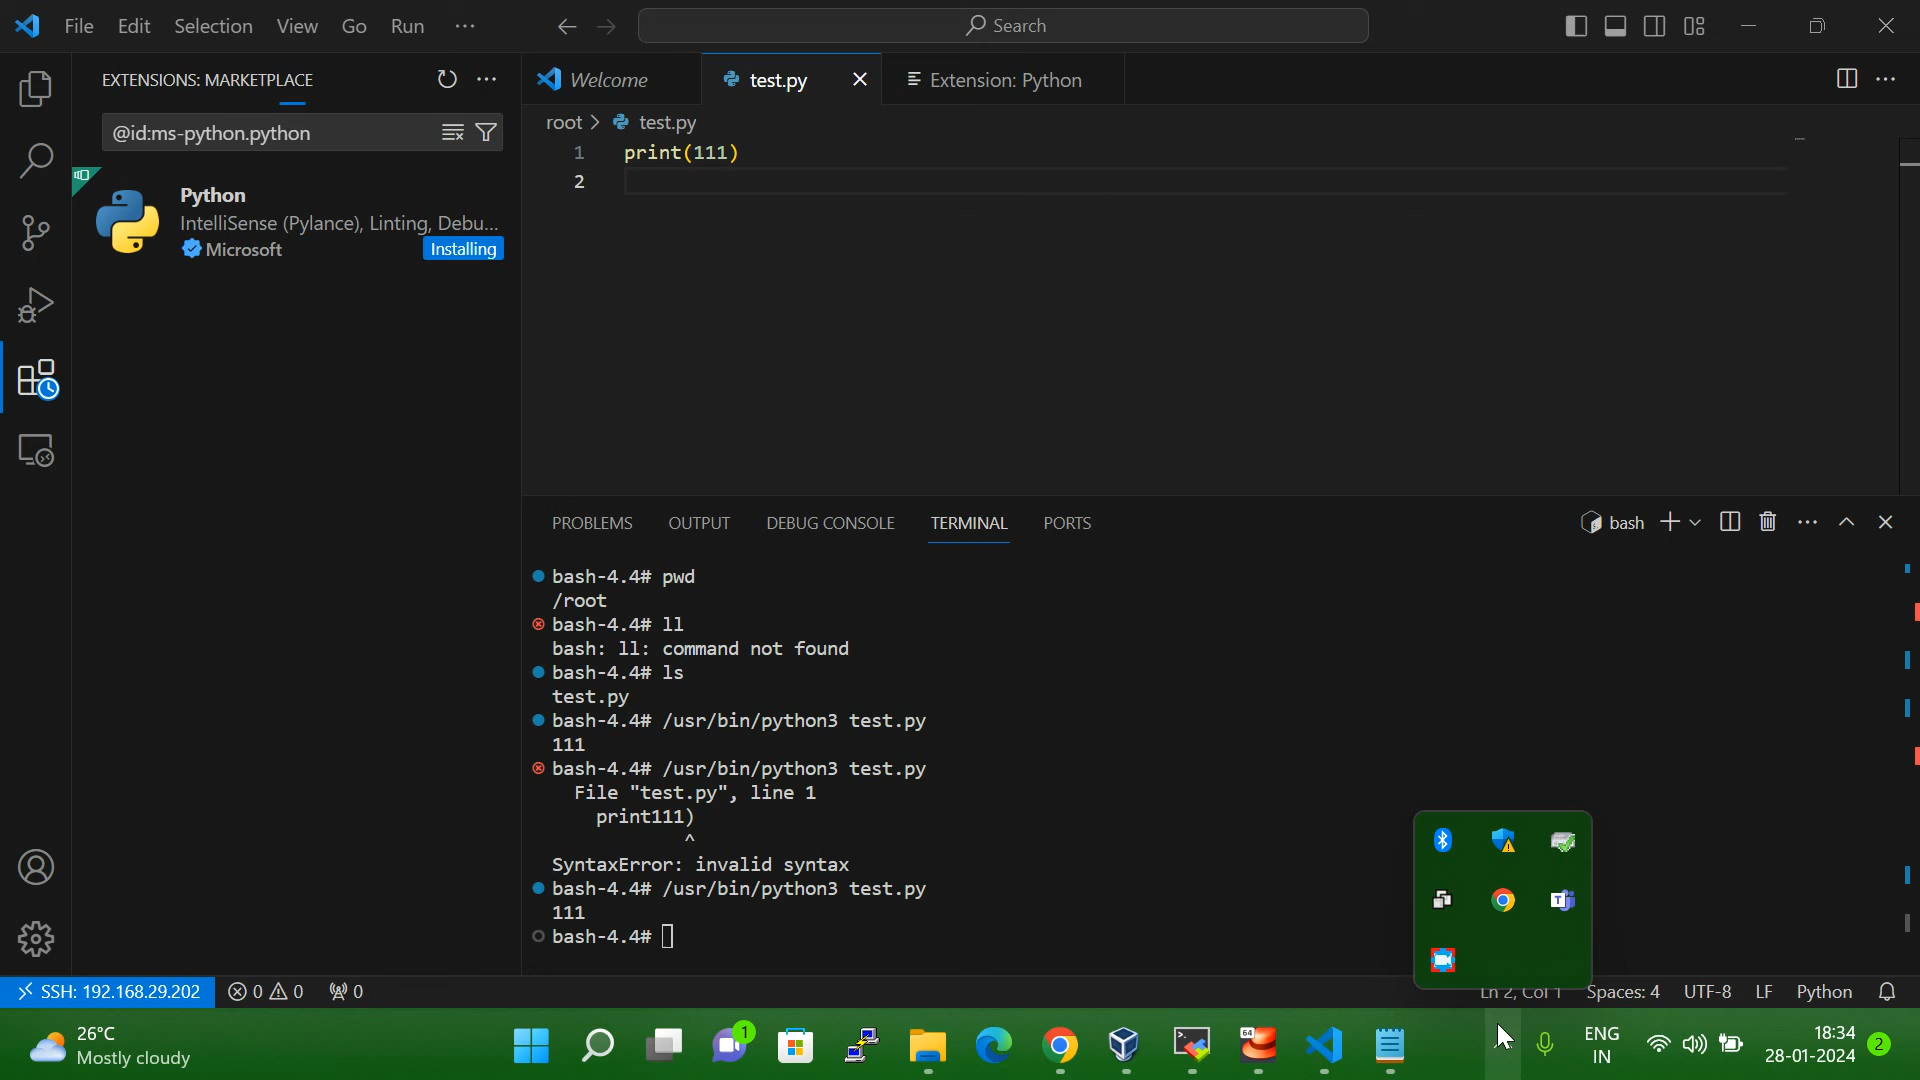 File Edit Selection View Go Run ···
Search
EXTENSIONS: MARKETPLACE
@id:ms-python.python
Python
IntelliSense (Pylance), Linting, Debu...
Microsoft
Installing
Welcome
test.py
Extension: Python
root > test.py
1 print(111)
2
PROBLEMS OUTPUT DEBUG CONSOLE TERMINAL PORTS
bash
bash-4.4# pwd
/root
bash-4.4# ll
bash: ll: command not found
bash-4.4# ls
test.py
bash-4.4# /usr/bin/python3 test.py
111
bash-4.4# /usr/bin/python3 test.py
File "test.py", line 1
print111)
^
SyntaxError: invalid syntax
bash-4.4# /usr/bin/python3 test.py
111
bash-4.4#
SSH: 192.168.29.202
0 0 0
Ln 2, Col 1 Spaces: 4 UTF-8 LF Python
26°C
Mostly cloudy
1
64
ENG
IN
18:34
28-01-2024
2